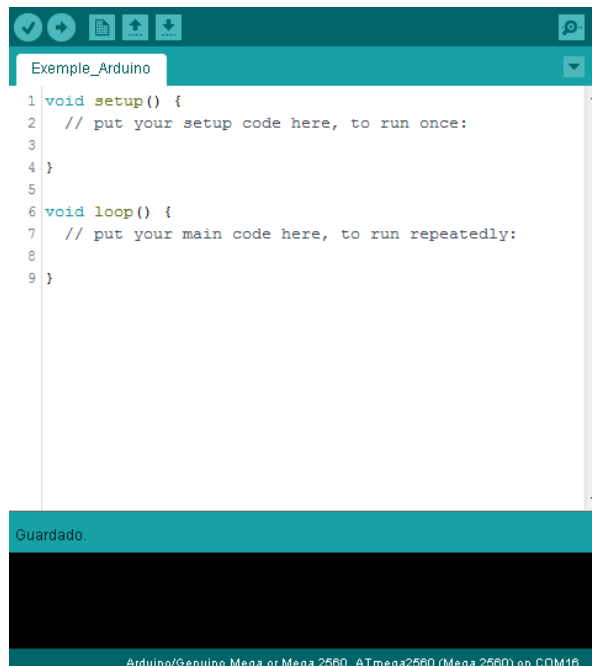 Exemple_Arduino
1 void setup() {
2 // put your setup code here, to run once:
3
4 }
5
6 void loop() {
7 // put your main code here, to run repeatedly:
8
9 }
Guardado.
Arduino/Genuino Mega or Mega 2560, ATmega2560 (Mega 2560) on COM16